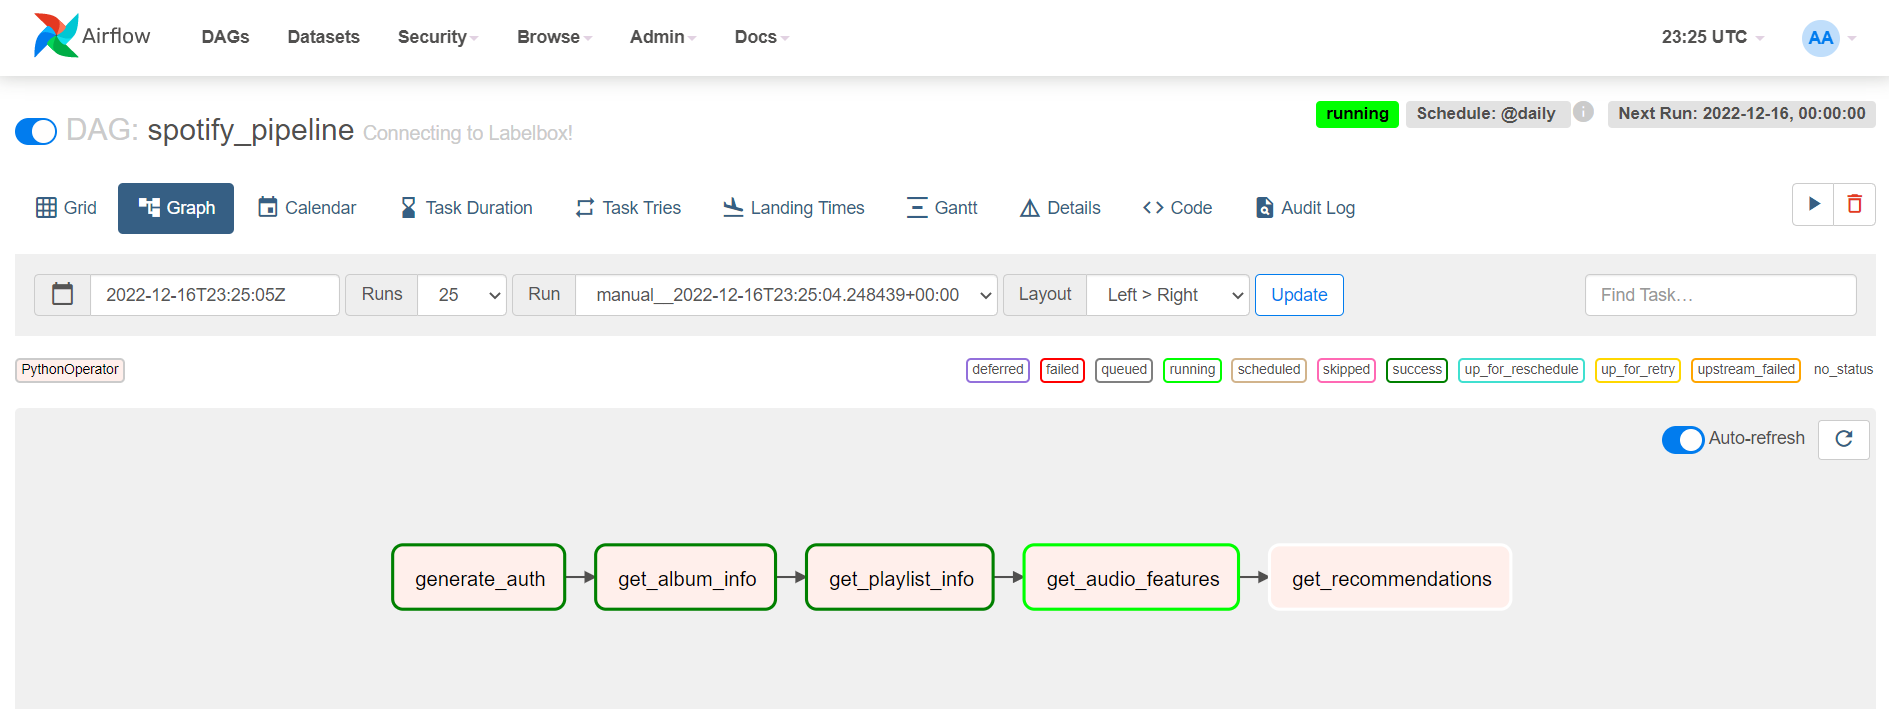 Airflow DAGs Datasets Security Browse Admin Docs 23:25 UTC AA
running Schedule: @daily i Next Run: 2022-12-16, 00:00:00
DAG: spotify_pipeline Connecting to Labelbox!
Grid Graph Calendar Task Duration Task Tries Landing Times Gantt Details Code Audit Log
2022-12-16T23:25:05Z Runs 25 Run manual__2022-12-16T23:25:04.248439+00:00 Layout Left > Right Update Find Task…
PythonOperator deferred failed queued running scheduled skipped success up_for_reschedule up_for_retry upstream_failed no_status
Auto-refresh
generate_auth get_album_info get_playlist_info get_audio_features get_recommendations